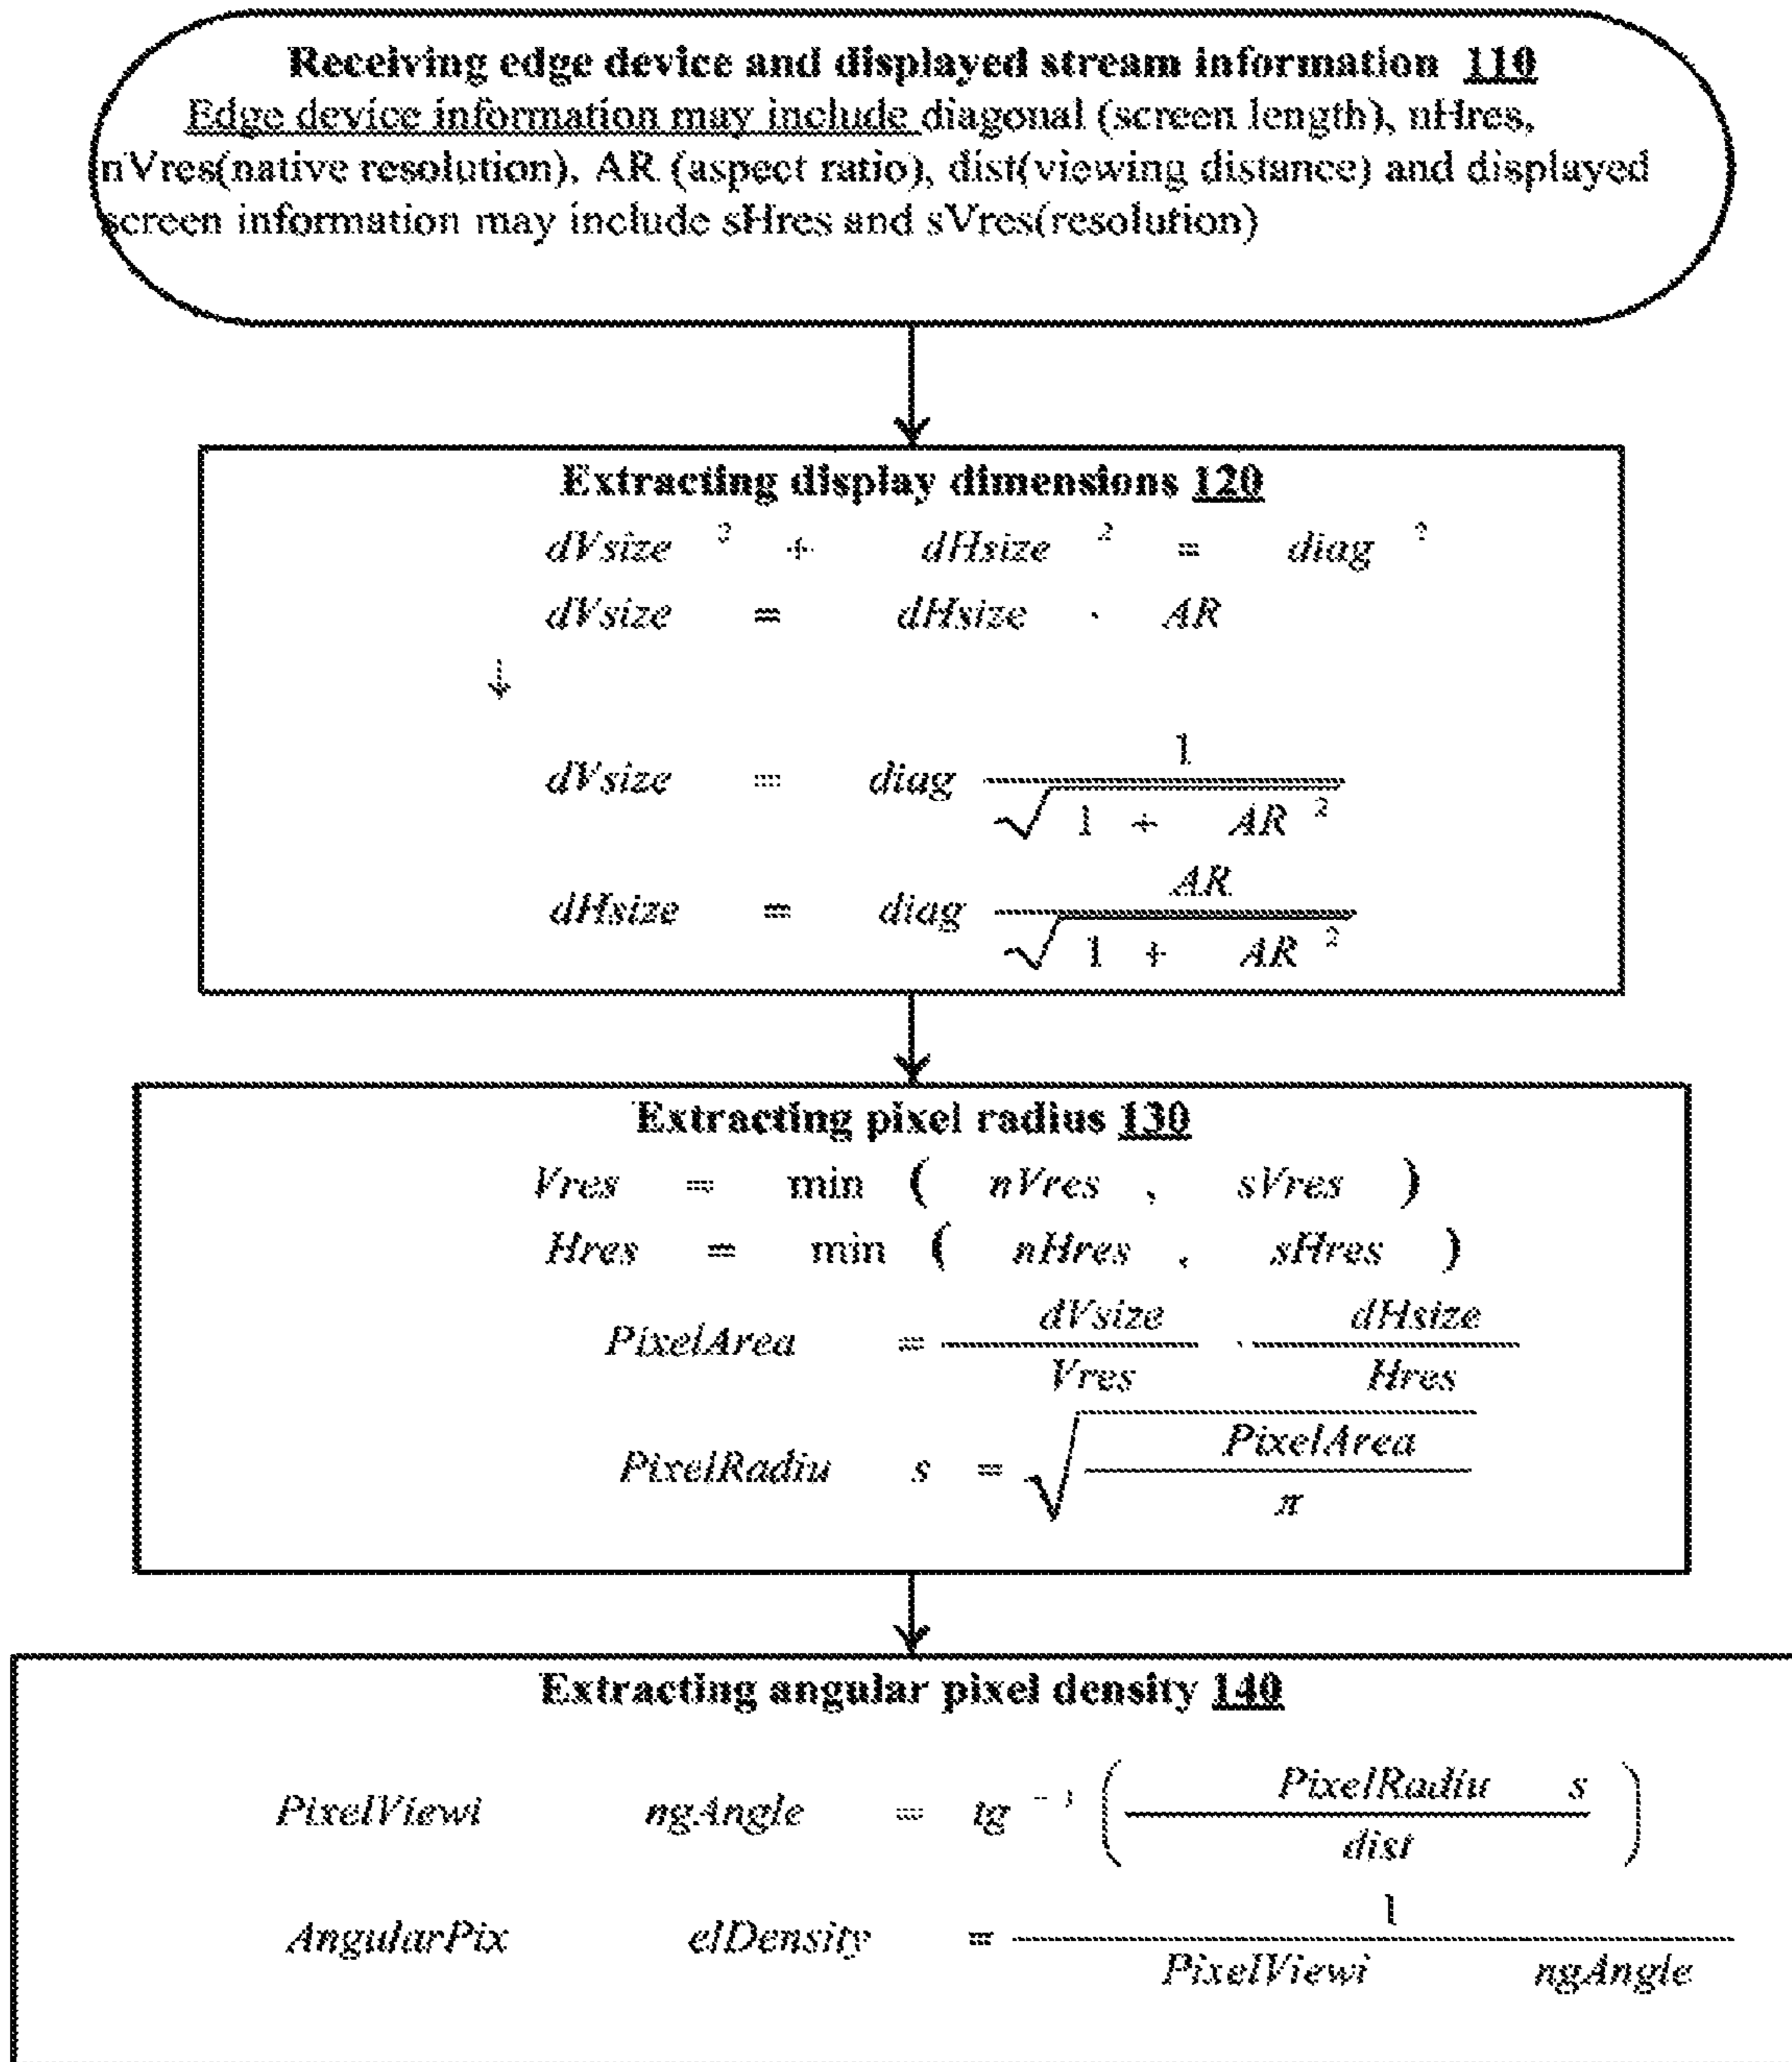 Receiving edge device and displayed stream information 110
Edge device information may include diagonal (screen length), nHres,
nVres(native resolution), AR (aspect ratio), dist(viewing distance) and displayed
screen information may include sHres and sVres(resolution)
Extracting display dimensions 120
dVsize ² + dHsize ² = diag ²
dVsize = dHsize · AR
↓
dVsize = diag 1 / √(1 + AR ²)
dHsize = diag AR / √(1 + AR ²)
Extracting pixel radius 130
Vres = min ( nVres , sVres )
Hres = min ( nHres , sHres )
PixelArea = dVsize / Vres · dHsize / Hres
PixelRadiu s = √(PixelArea / π)
Extracting angular pixel density 140
PixelViewi ngAngle = tg ⁻¹ ( PixelRadiu s / dist )
AngularPix elDensity = 1 / PixelViewi ngAngle